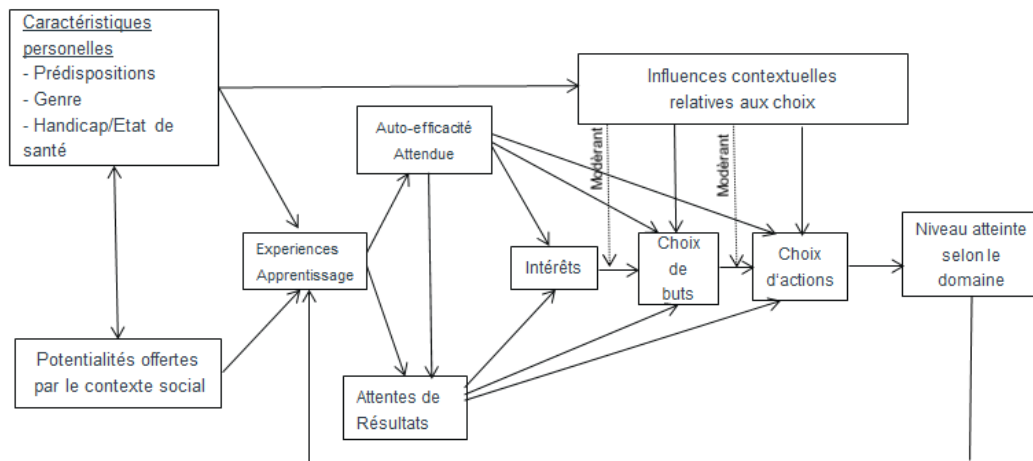 Caractéristiques
personelles
- Prédispositions
- Genre
- Handicap/Etat de
santé
Influences contextuelles
relatives aux choix
Auto-efficacité
Attendue
Modèrant
Modèrant
Experiences
Apprentissage
Intérêts
Choix
de
buts
Choix
d'actions
Niveau atteinte
selon le
domaine
Potentialités offertes
par le contexte social
Attentes de
Résultats